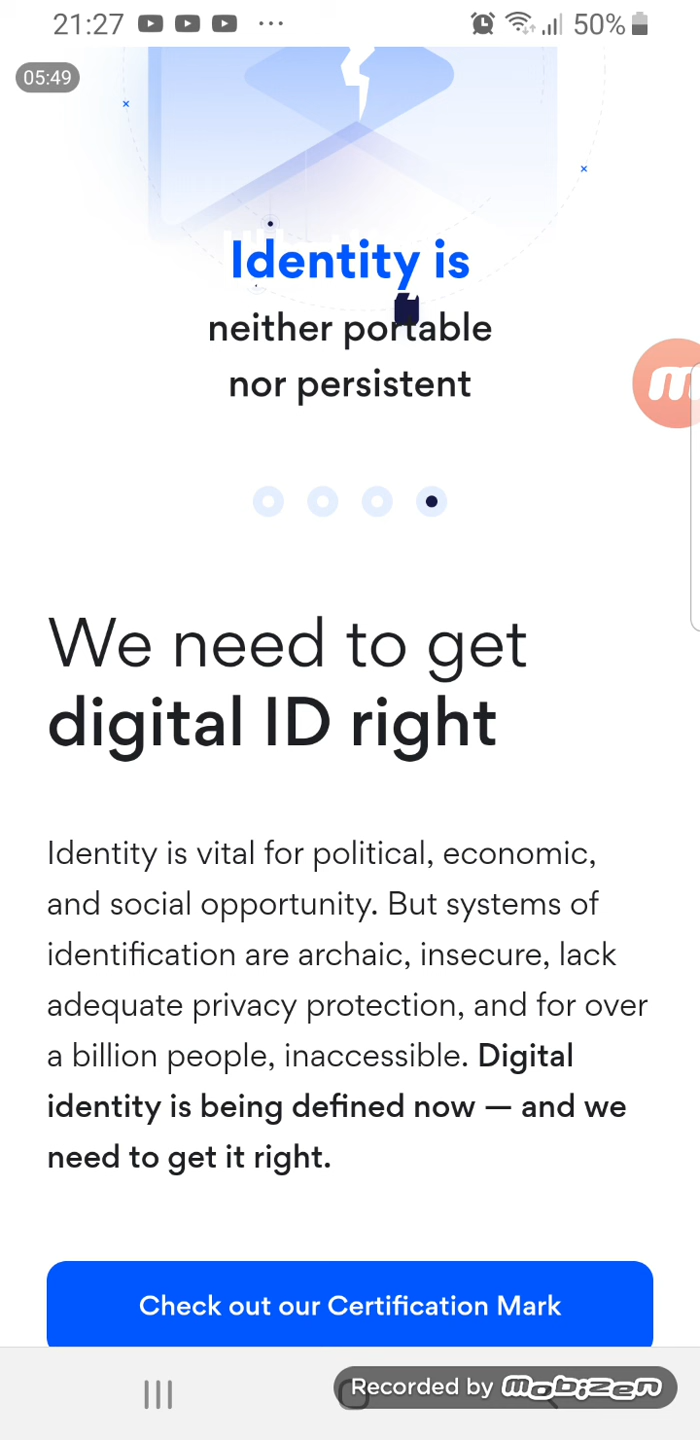 21:27
50%
05:49
Identity is
neither portable
nor persistent
We need to get
digital ID right
Identity is vital for political, economic,
and social opportunity. But systems of
identification are archaic, insecure, lack
adequate privacy protection, and for over
a billion people, inaccessible. Digital
identity is being defined now — and we
need to get it right.
Check out our Certification Mark
Recorded by mobizen